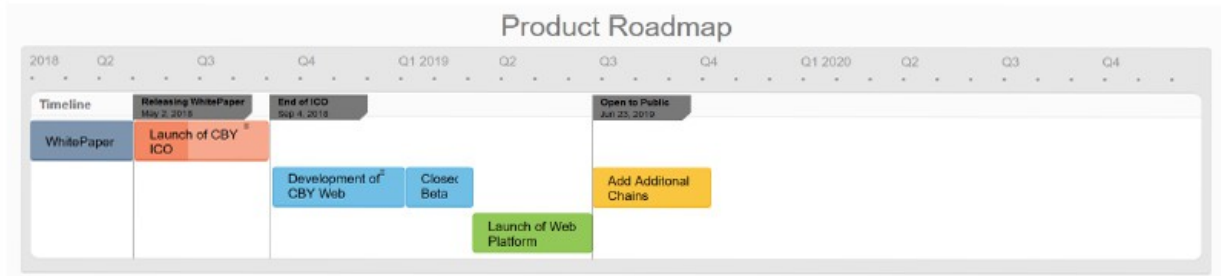 Product Roadmap
2018 Q2 Q3 Q4 Q1 2019 Q2 Q3 Q4 Q1 2020 Q2 Q3 Q4
Timeline
Releasing WhitePaper
May 2, 2018
End of ICO
Sep 4, 2018
Open to Public
Jun 23, 2019
WhitePaper
Launch of CBY
ICO
Development of
CBY Web
Closec
Beta
Add Additonal
Chains
Launch of Web
Platform